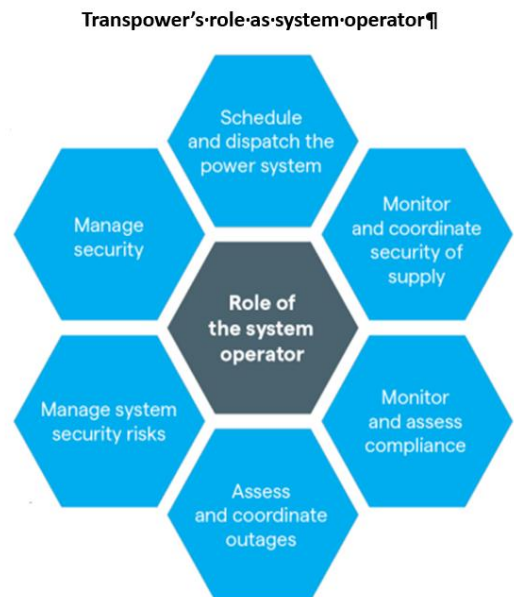 Transpower's·role·as·system·operator¶
Schedule
and dispatch the
power system
Monitor
and coordinate
security of
supply
Monitor
and assess
compliance
Assess
and coordinate
outages
Manage system
security risks
Manage
security
Role of
the system
operator